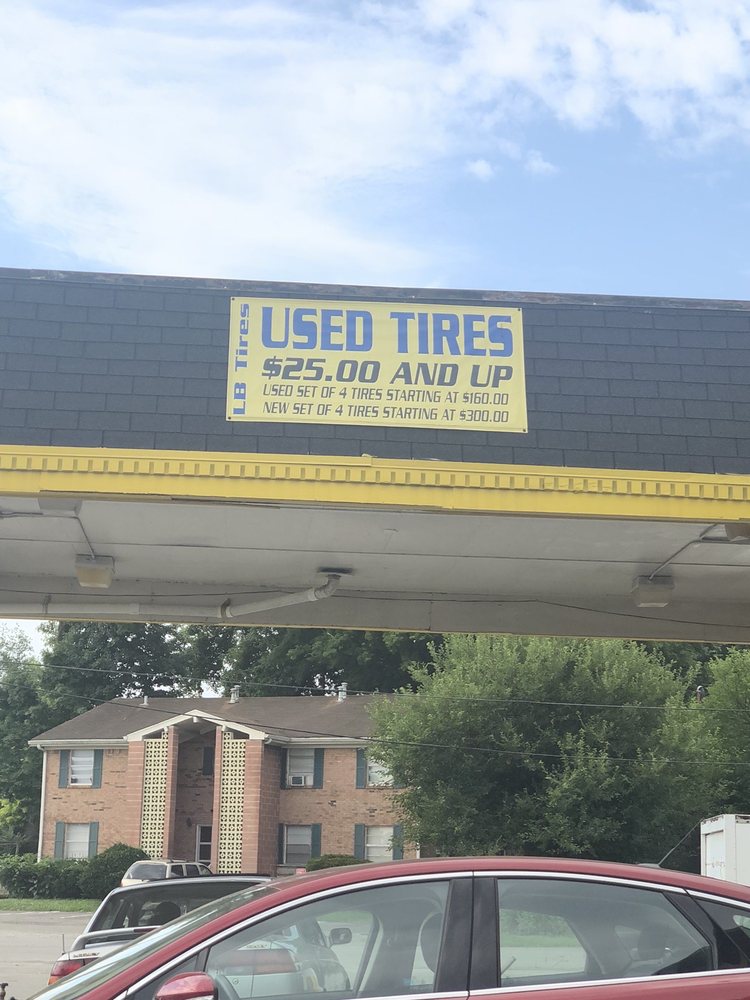 LB Tires
USED TIRES
$25.00 AND UP
USED SET OF 4 TIRES STARTING AT $160.00
NEW SET OF 4 TIRES STARTING AT $300.00